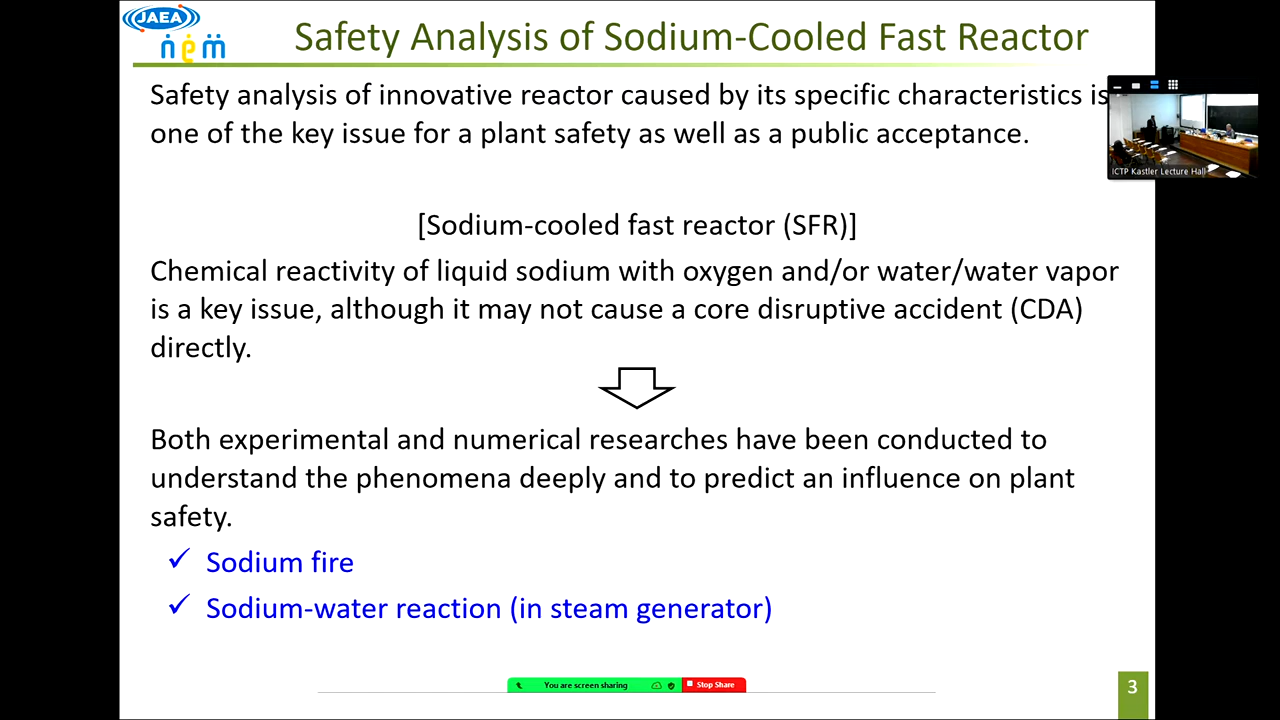 JAEA
nëm
Safety Analysis of Sodium-Cooled Fast Reactor
Safety analysis of innovative reactor caused by its specific characteristics is
one of the key issue for a plant safety as well as a public acceptance.
ICTP Kastler Lecture Hall
[Sodium-cooled fast reactor (SFR)]
Chemical reactivity of liquid sodium with oxygen and/or water/water vapor
is a key issue, although it may not cause a core disruptive accident (CDA)
directly.
Both experimental and numerical researches have been conducted to
understand the phenomena deeply and to predict an influence on plant
safety.
✓ Sodium fire
✓ Sodium-water reaction (in steam generator)
You are screen sharing
Stop Share
3